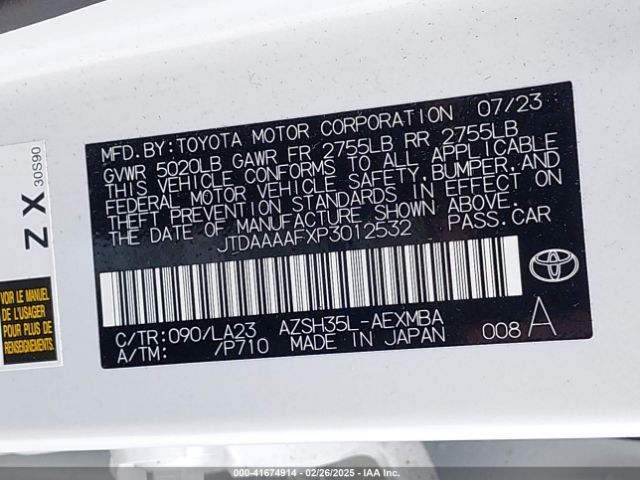 MFD. BY: TOYOTA MOTOR CORPORATION 07/23
GVWR 5020LB GAWR FR 2755LB RR 2755LB
THIS VEHICLE CONFORMS TO ALL APPLICABLE
FEDERAL MOTOR VEHICLE SAFETY, BUMPER, AND
THEFT PREVENTION STANDARDS IN EFFECT ON
THE DATE OF MANUFACTURE SHOWN ABOVE.
JTDAAAAFXP3012532 PASS. CAR
C/TR: 090/LA23 AZSH35L-AEXMBA 008 A
A/TM: /P710 MADE IN JAPAN
Z X
30S90
VOIR LE MANUEL
DE L'USAGER
POUR PLUS DE
RENSEIGNEMENTS.
000-41674914 - 02/26/2025 - IAA Inc.